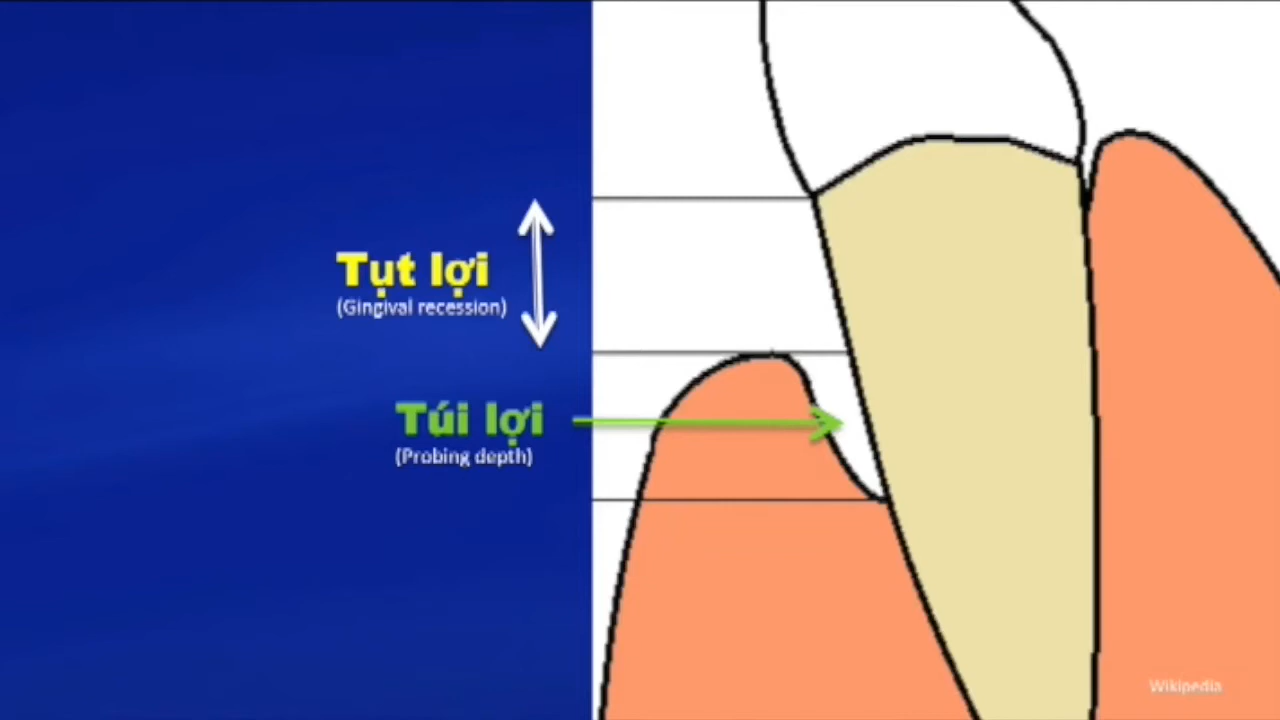 Tụt lợi
(Gingival recession)
Túi lợi
(Probing depth)
Wikipedia